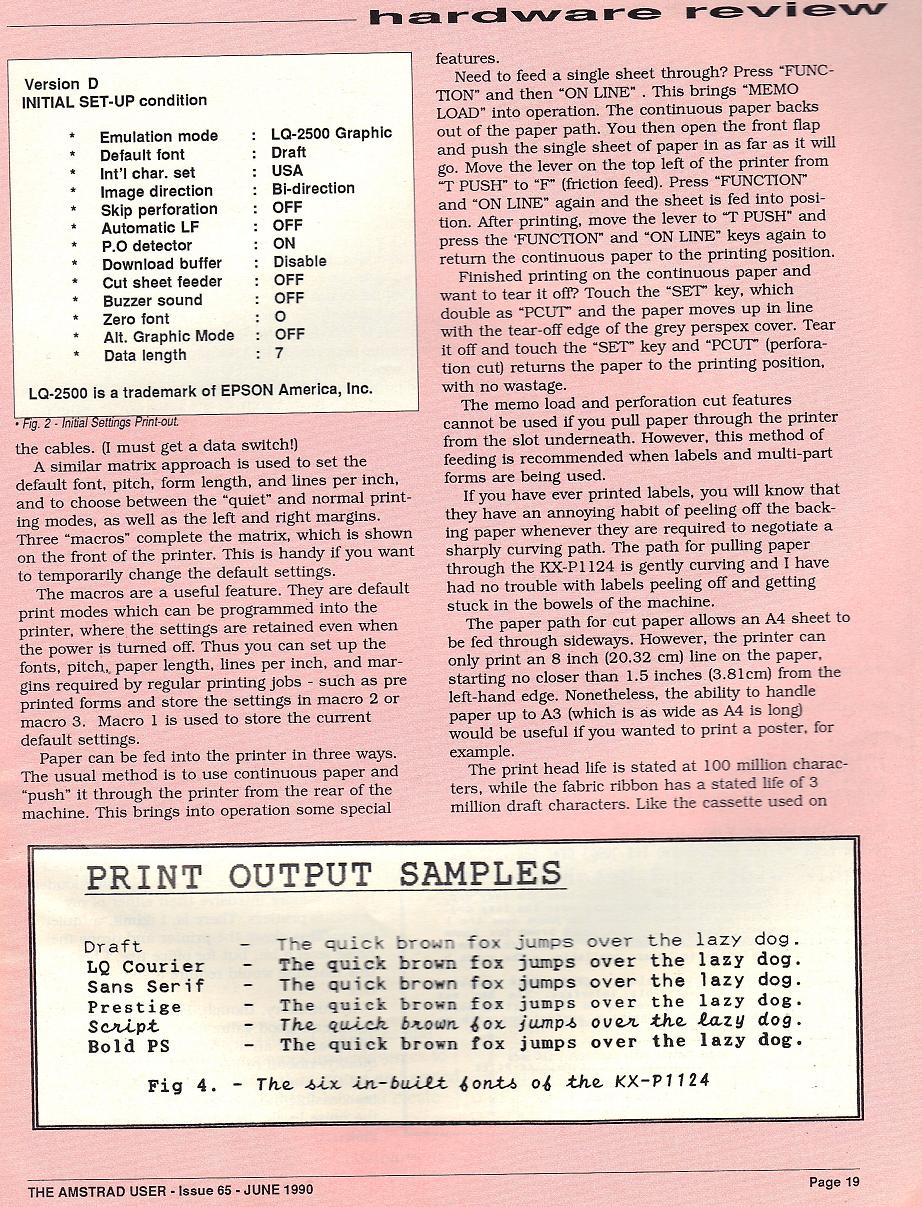 hardware review
Version D
INITIAL SET-UP condition
* Emulation mode : LQ-2500 Graphic
* Default font : Draft
* Int'l char. set : USA
* Image direction : Bi-direction
* Skip perforation : OFF
* Automatic LF : OFF
* P.O detector : ON
* Download buffer : Disable
* Cut sheet feeder : OFF
* Buzzer sound : OFF
* Zero font : O
* Alt. Graphic Mode : OFF
* Data length : 7
LQ-2500 is a trademark of EPSON America, Inc.
• Fig. 2 - Initial Settings Print-out.
the cables. (I must get a data switch!)
A similar matrix approach is used to set the
default font, pitch, form length, and lines per inch,
and to choose between the "quiet" and normal print-
ing modes, as well as the left and right margins.
Three "macros" complete the matrix, which is shown
on the front of the printer. This is handy if you want
to temporarily change the default settings.
The macros are a useful feature. They are default
print modes which can be programmed into the
printer, where the settings are retained even when
the power is turned off. Thus you can set up the
fonts, pitch, paper length, lines per inch, and mar-
gins required by regular printing jobs - such as pre
printed forms and store the settings in macro 2 or
macro 3. Macro 1 is used to store the current
default settings.
Paper can be fed into the printer in three ways.
The usual method is to use continuous paper and
"push" it through the printer from the rear of the
machine. This brings into operation some special
features.
Need to feed a single sheet through? Press "FUNC-
TION" and then "ON LINE" . This brings "MEMO
LOAD" into operation. The continuous paper backs
out of the paper path. You then open the front flap
and push the single sheet of paper in as far as it will
go. Move the lever on the top left of the printer from
"T PUSH" to "F" (friction feed). Press "FUNCTION"
and "ON LINE" again and the sheet is fed into posi-
tion. After printing, move the lever to "T PUSH" and
press the 'FUNCTION" and "ON LINE" keys again to
return the continuous paper to the printing position.
Finished printing on the continuous paper and
want to tear it off? Touch the "SET" key, which
double as "PCUT" and the paper moves up in line
with the tear-off edge of the grey perspex cover. Tear
it off and touch the "SET" key and "PCUT" (perfora-
tion cut) returns the paper to the printing position,
with no wastage.
The memo load and perforation cut features
cannot be used if you pull paper through the printer
from the slot underneath. However, this method of
feeding is recommended when labels and multi-part
forms are being used.
If you have ever printed labels, you will know that
they have an annoying habit of peeling off the back-
ing paper whenever they are required to negotiate a
sharply curving path. The path for pulling paper
through the KX-P1124 is gently curving and I have
had no trouble with labels peeling off and getting
stuck in the bowels of the machine.
The paper path for cut paper allows an A4 sheet to
be fed through sideways. However, the printer can
only print an 8 inch (20.32 cm) line on the paper,
starting no closer than 1.5 inches (3.81cm) from the
left-hand edge. Nonetheless, the ability to handle
paper up to A3 (which is as wide as A4 is long)
would be useful if you wanted to print a poster, for
example.
The print head life is stated at 100 million charac-
ters, while the fabric ribbon has a stated life of 3
million draft characters. Like the cassette used on
PRINT OUTPUT SAMPLES
Draft - The quick brown fox jumps over the lazy dog.
LQ Courier - The quick brown fox jumps over the lazy dog.
Sans Serif - The quick brown fox jumps over the lazy dog.
Prestige - The quick brown fox jumps over the lazy dog.
Script - The quick brown fox jumps over the lazy dog.
Bold PS - The quick brown fox jumps over the lazy dog.
Fig 4. - The six in-built fonts of the KX-P1124
THE AMSTRAD USER - Issue 65 - JUNE 1990
Page 19